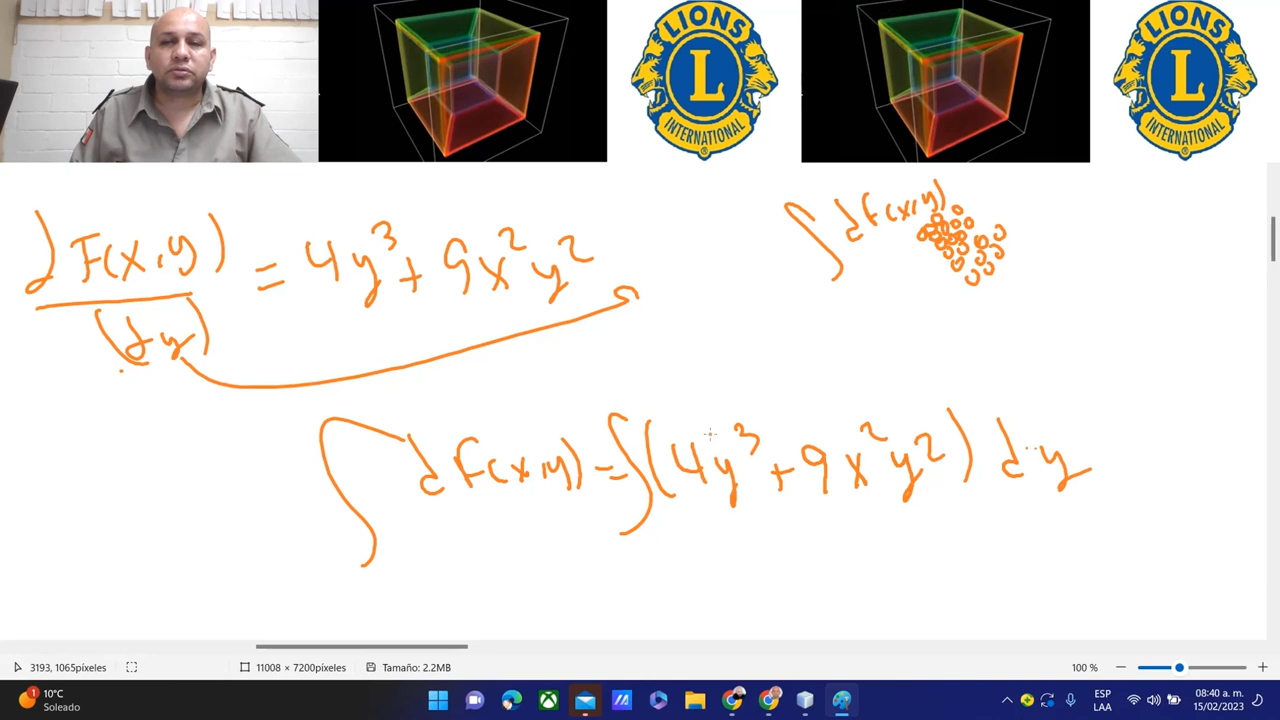 LIONS
L
INTERNATIONAL
LIONS
L
INTERNATIONAL
∫ dF(x,y)
dF(x,y) = 4y³ + 9x²y²
(dy)
∫ dF(x,y) = ∫(4y³ + 9x²y²) dy
3193, 1065píxeles
11008 × 7200píxeles
Tamaño: 2.2MB
100 %
1
10°C
Soleado
ESP
LAA
08:40 a. m.
15/02/2023